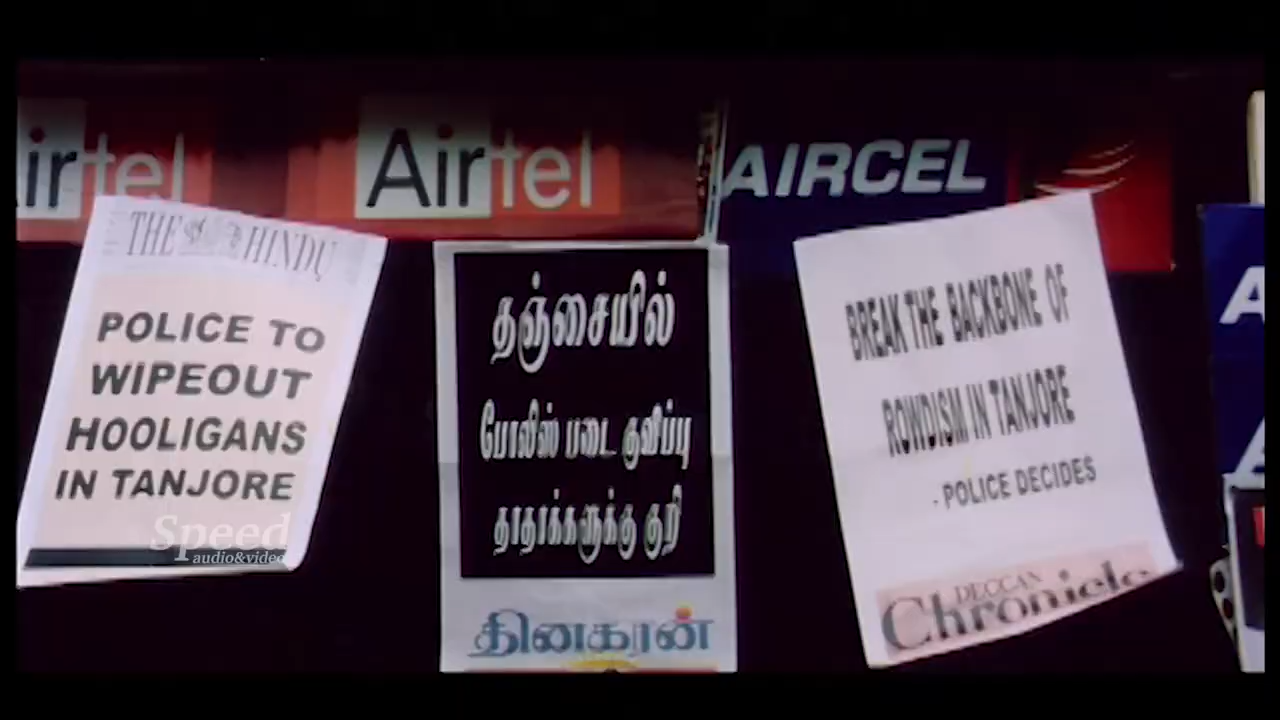 Airtel
Airtel
AIRCEL
THE HINDU
POLICE TO
WIPEOUT
HOOLIGANS
IN TANJORE
தஞ்சையில்
போலிஸ் படை குவிப்பு
தாதாக்களுக்கு குறி
தினகரன்
BREAK THE BACKBONE OF
ROWDISM IN TANJORE
- POLICE DECIDES
DECCAN
Chronicle
Speed
audio&video